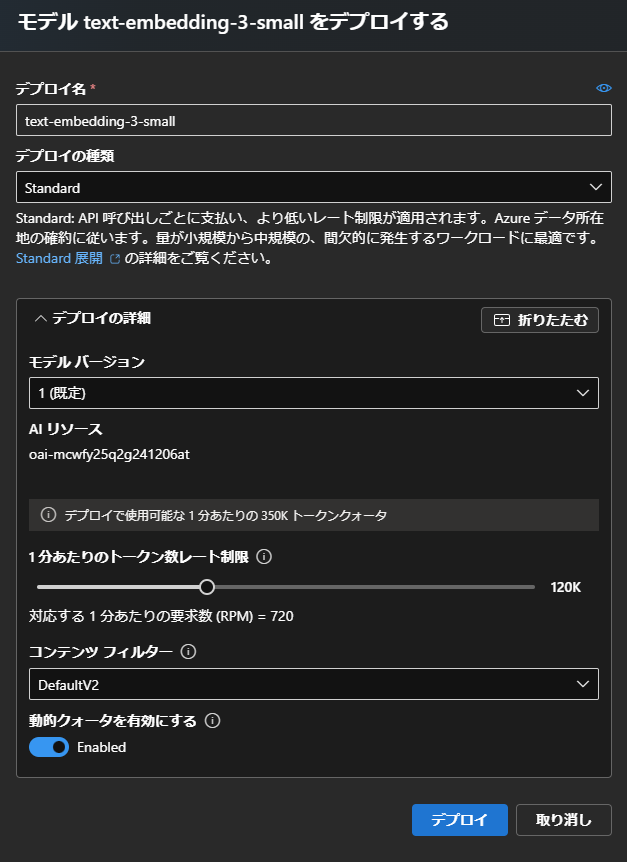 モデル text-embedding-3-small をデプロイする
デプロイ名 *
text-embedding-3-small
デプロイの種類
Standard
Standard: API 呼び出しごとに支払い、より低いレート制限が適用されます。Azure データ所在
地の確約に従います。量が小規模から中規模の、間欠的に発生するワークロードに最適です。
Standard 展開 の詳細をご覧ください。
デプロイの詳細
折りたたむ
モデル バージョン
1 (既定)
AI リソース
oai-mcwfy25q2g241206at
デプロイで使用可能な 1 分あたりの 350K トークンクォータ
1 分あたりのトークン数レート制限
120K
対応する 1 分あたりの要求数 (RPM) = 720
コンテンツ フィルター
DefaultV2
動的クォータを有効にする
Enabled
デプロイ
取り消し